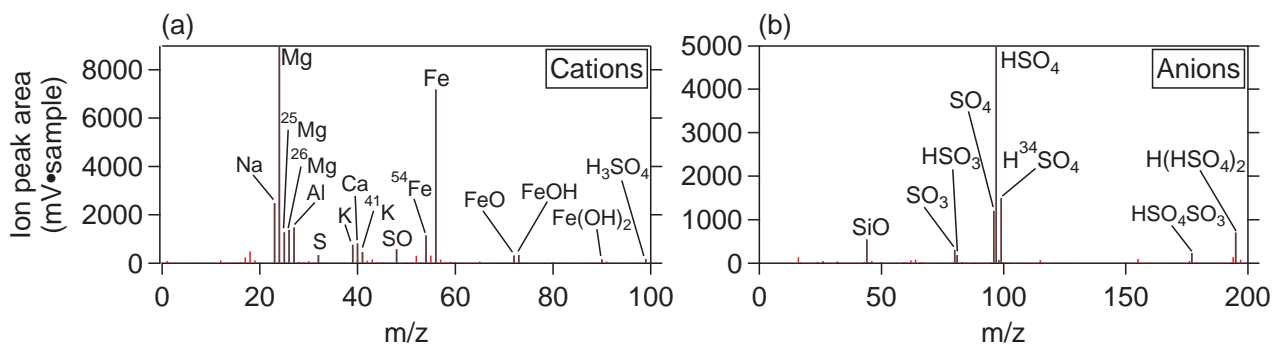 (a)
Ion peak area
(mV•sample)
8000
6000
4000
2000
0
Cations
Mg
²⁵Mg
²⁶Mg
Na
Al
S
K
Ca
⁴¹K
SO
⁵⁴Fe
Fe
FeO
FeOH
Fe(OH)₂
H₃SO₄
0 20 40 60 80 100
m/z
(b)
5000
4000
3000
2000
1000
0
Anions
HSO₄
SO₄
HSO₃
SO₃
SiO
H³⁴SO₄
H(HSO₄)₂
HSO₄SO₃
0 50 100 150 200
m/z